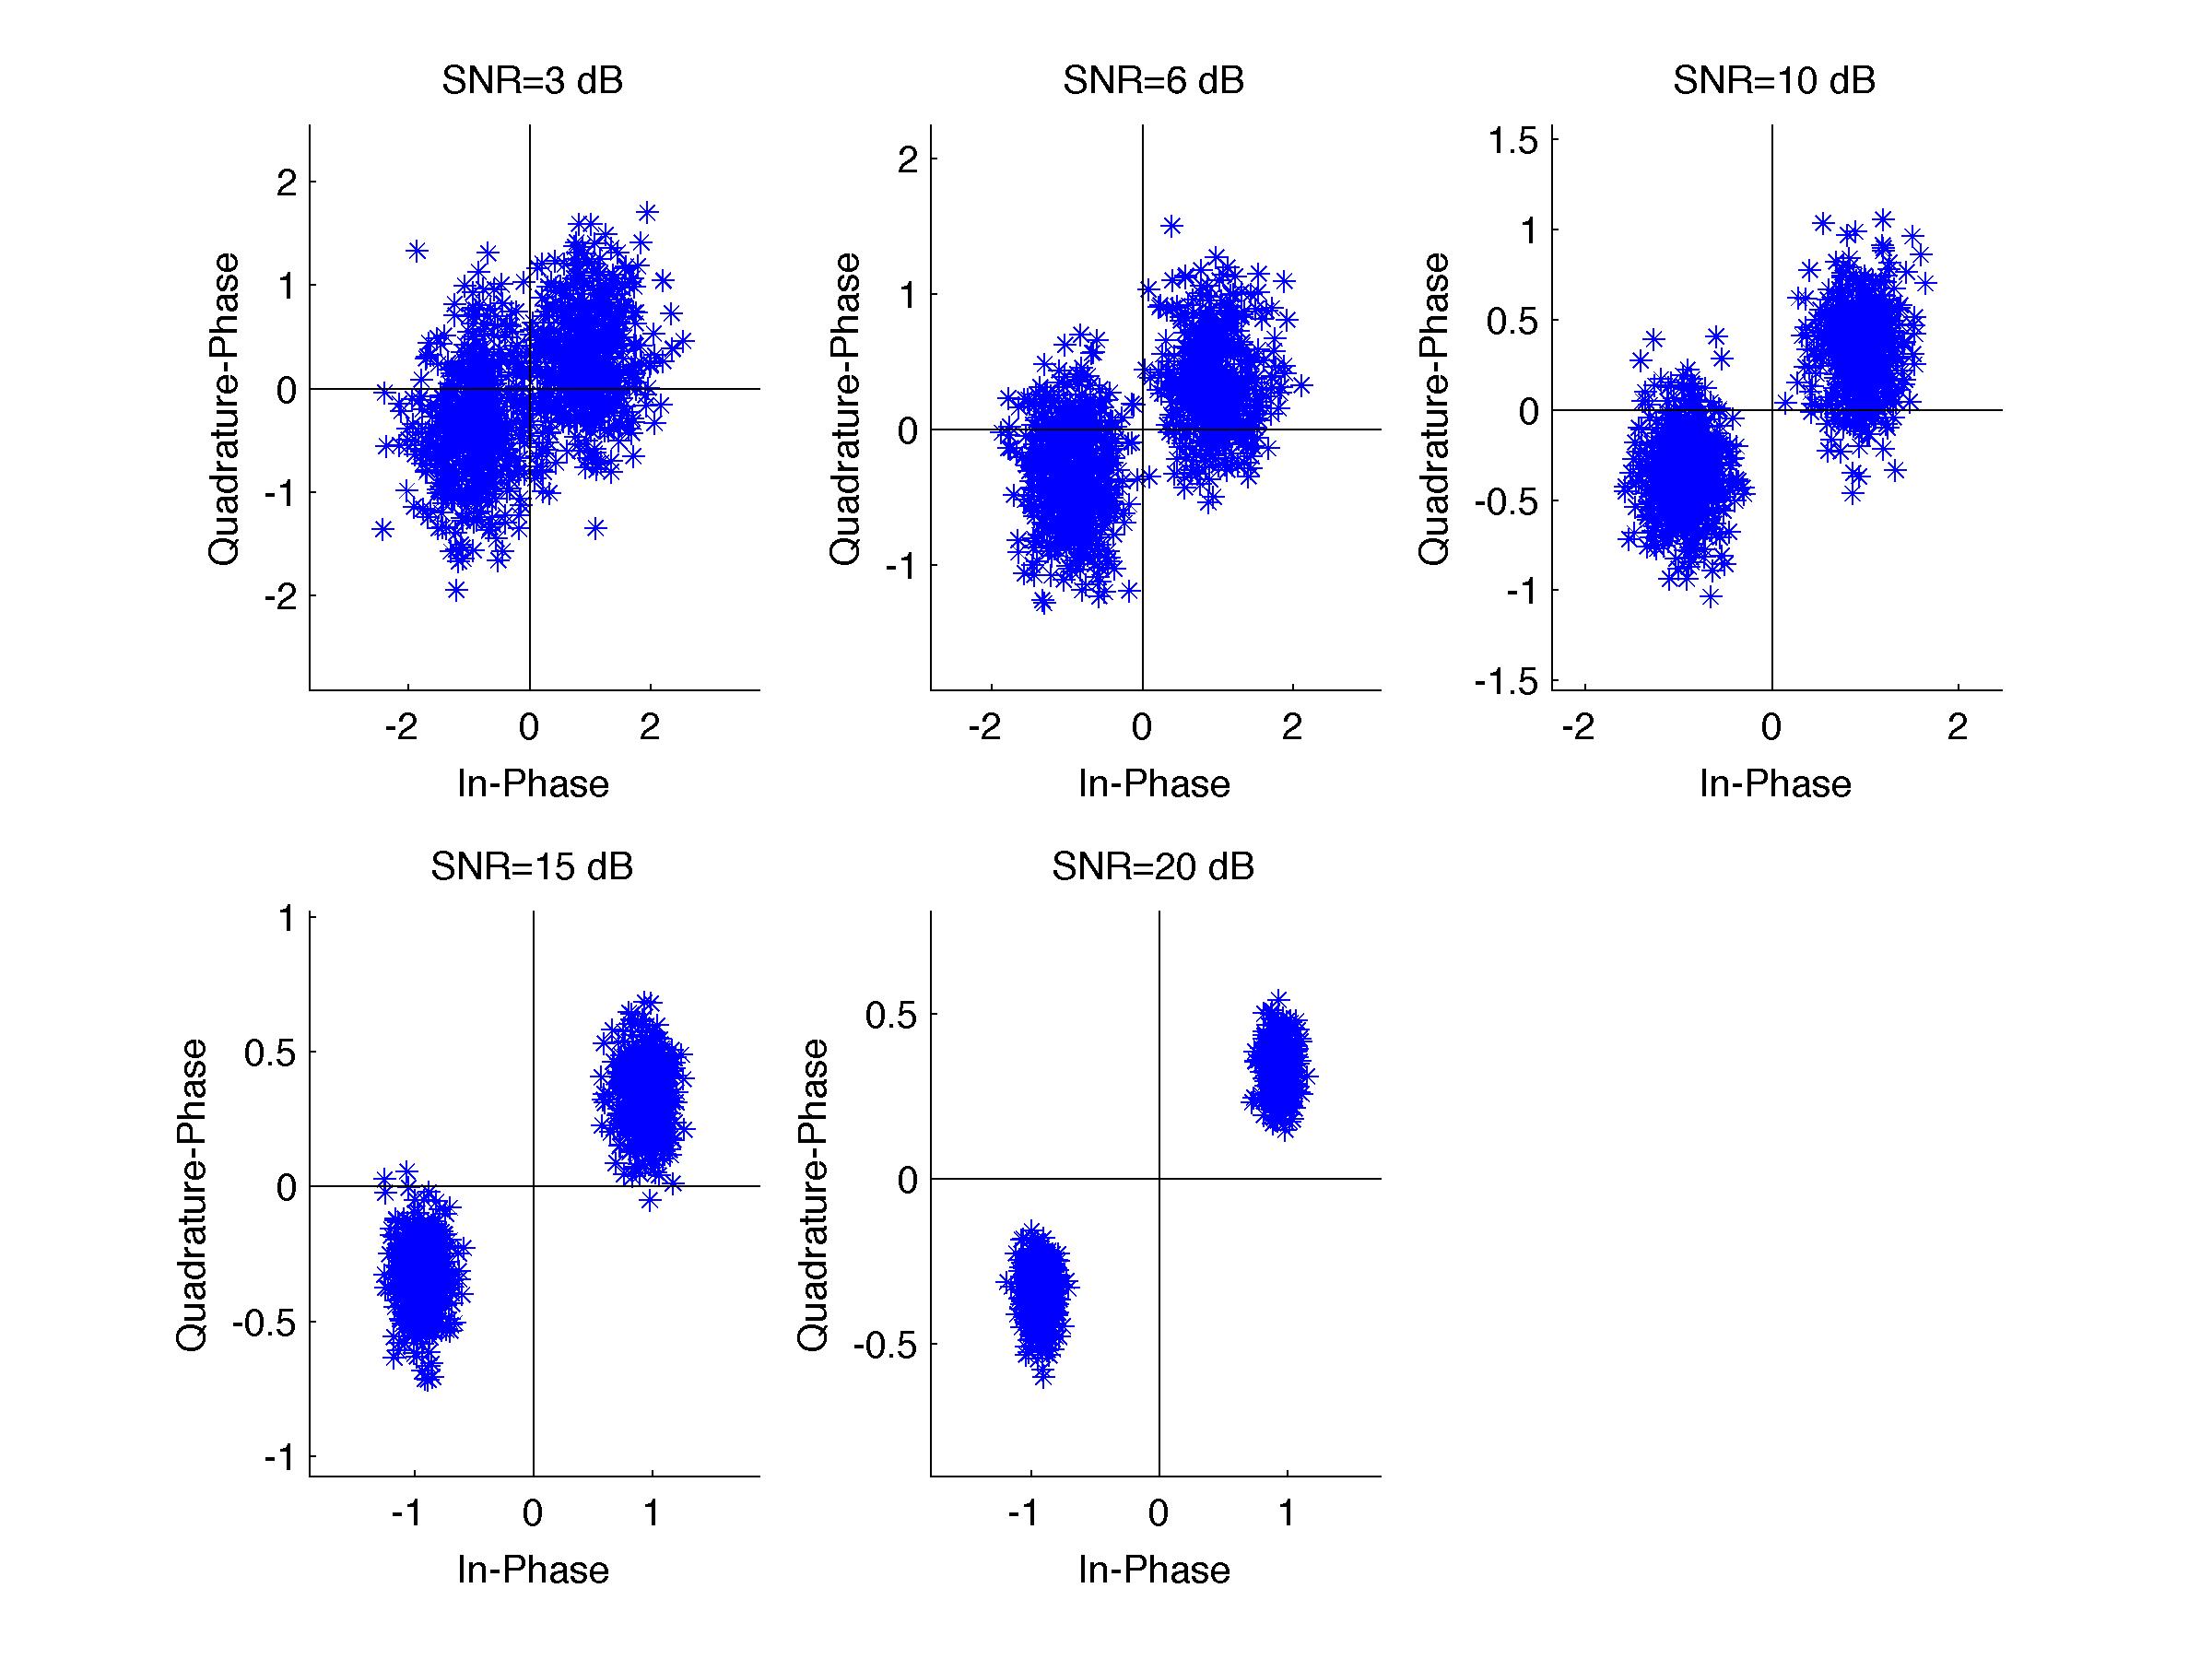 SNR=3 dB
2
1
0
-1
-2
Quadrature-Phase
-2 0 2
In-Phase
SNR=6 dB
2
1
0
-1
Quadrature-Phase
-2 0 2
In-Phase
SNR=10 dB
1.5
1
0.5
0
-0.5
-1
-1.5
Quadrature-Phase
-2 0 2
In-Phase
SNR=15 dB
1
0.5
0
-0.5
-1
Quadrature-Phase
-1 0 1
In-Phase
SNR=20 dB
0.5
0
-0.5
Quadrature-Phase
-1 0 1
In-Phase